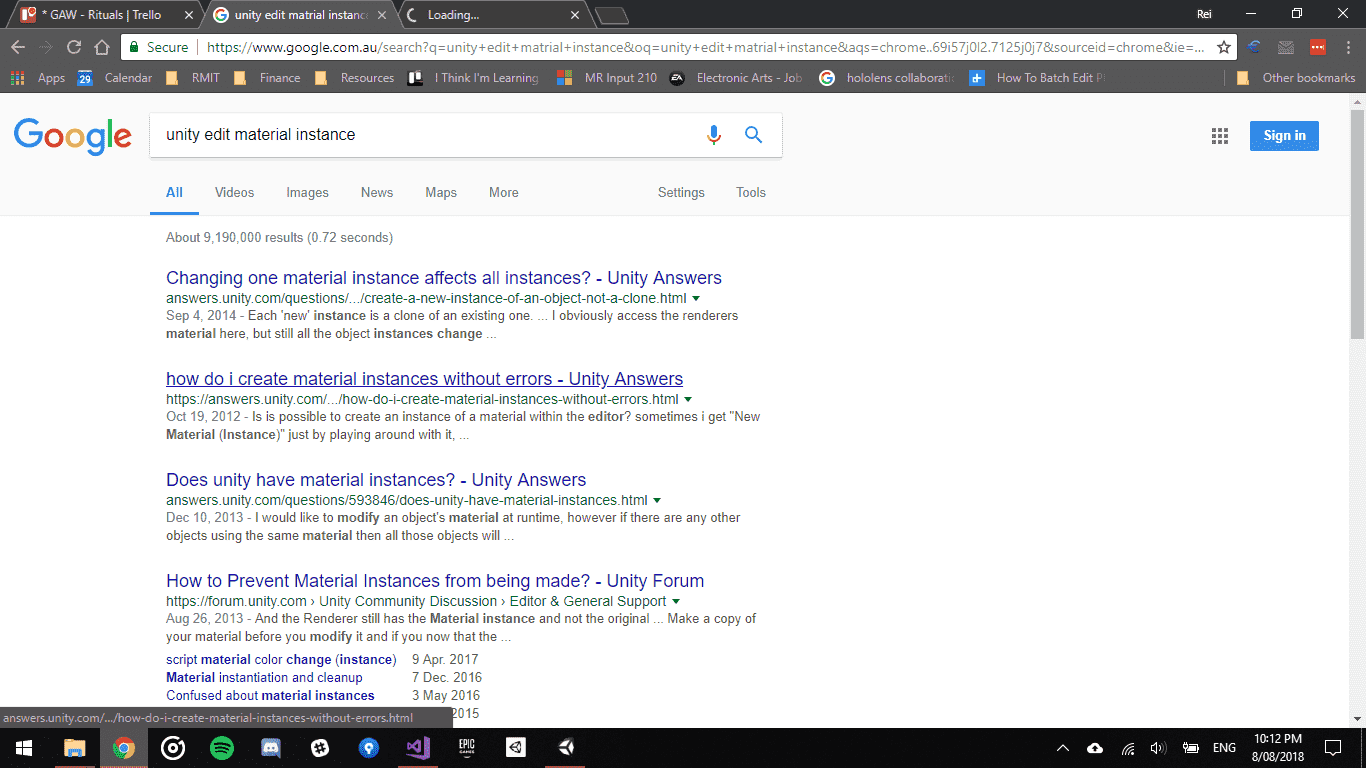 * GAW - Rituals | Trello
unity edit matrial instanc
Loading...
Rei
Secure
https://www.google.com.au/search?q=unity+edit+matrial+instance&oq=unity+edit+matrial+instance&aqs=chrome..69i57j0l2.7125j0j7&sourceid=chrome&ie=...
Apps
29
Calendar
RMIT
Finance
Resources
I Think I'm Learning
MR Input 210
EA
Electronic Arts - Job
hololens collaborati
How To Batch Edit P
Other bookmarks
Google
unity edit material instance
Sign in
All
Videos
Images
News
Maps
More
Settings
Tools
About 9,190,000 results (0.72 seconds)
Changing one material instance affects all instances? - Unity Answers
answers.unity.com/questions/.../create-a-new-instance-of-an-object-not-a-clone.html
Sep 4, 2014 - Each 'new' instance is a clone of an existing one. ... I obviously access the renderers
material here, but still all the object instances change ...
how do i create material instances without errors - Unity Answers
https://answers.unity.com/.../how-do-i-create-material-instances-without-errors.html
Oct 19, 2012 - Is is possible to create an instance of a material within the editor? sometimes i get "New
Material (Instance)" just by playing around with it, ...
Does unity have material instances? - Unity Answers
answers.unity.com/questions/593846/does-unity-have-material-instances.html
Dec 10, 2013 - I would like to modify an object's material at runtime, however if there are any other
objects using the same material then all those objects will ...
How to Prevent Material Instances from being made? - Unity Forum
https://forum.unity.com › Unity Community Discussion › Editor & General Support
Aug 26, 2013 - And the Renderer still has the Material instance and not the original ... Make a copy of
your material before you modify it and if you now that the ...
script material color change (instance) 9 Apr. 2017
Material instantiation and cleanup 7 Dec. 2016
Confused about material instances 3 May 2016
2015
answers.unity.com/.../how-do-i-create-material-instances-without-errors.html
EPIC
GAMES
ENG
10:12 PM
8/08/2018